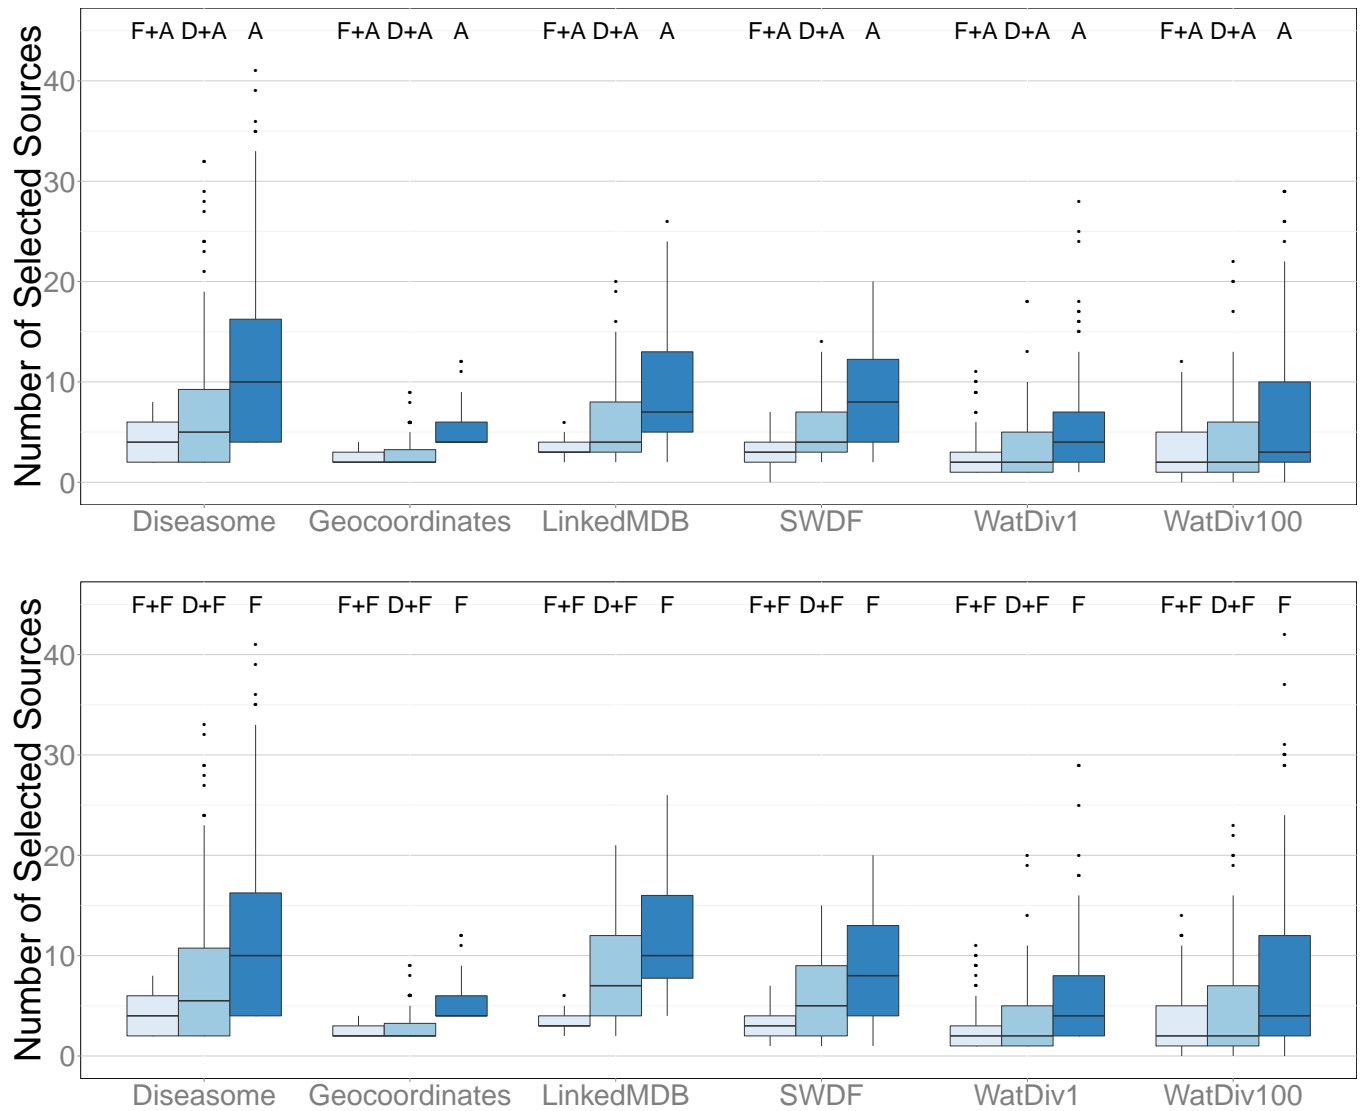 Number of Selected Sources
F+A D+A A F+A D+A A F+A D+A A F+A D+A A F+A D+A A F+A D+A A
40
30
20
10
0
Diseasome Geocoordinates LinkedMDB SWDF WatDiv1 WatDiv100
Number of Selected Sources
F+F D+F F F+F D+F F F+F D+F F F+F D+F F F+F D+F F F+F D+F F
40
30
20
10
0
Diseasome Geocoordinates LinkedMDB SWDF WatDiv1 WatDiv100